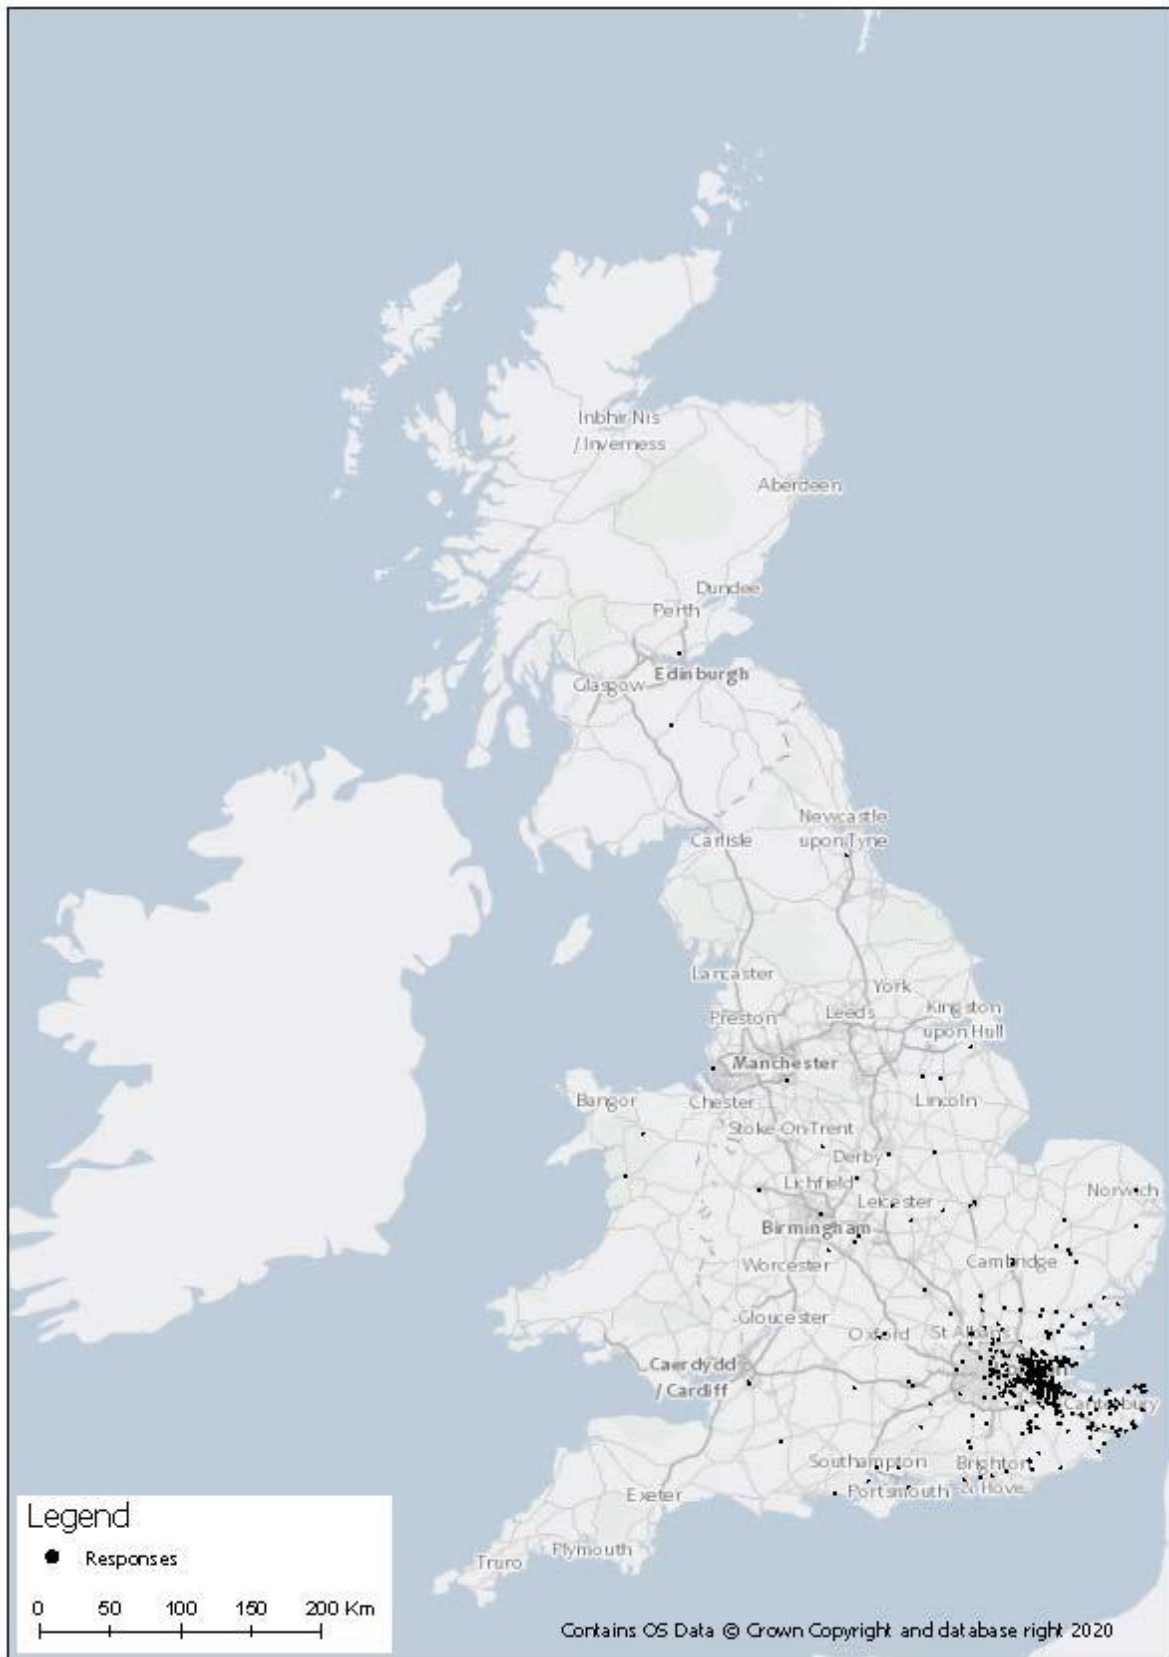 Inbhir Nis
/ Inverness
Aberdeen
Dundee
Perth
Edinburgh
Glasgow
Newcastle
upon Tyne
Carlisle
Lancaster
York
Preston
Leeds
Kingston
upon Hull
Manchester
Bangor
Chester
Lincoln
Stoke-On-Trent
Derby
Lichfield
Norwich
Leicester
Birmingham
Worcester
Cambridge
Gloucester
Oxford
Caerdydd
/ Cardiff
Canterbury
Southampton
Brighton
& Hove
Portsmouth
Exeter
Plymouth
Truro
Legend
Responses
0 50 100 150 200 Km
Contains OS Data © Crown Copyright and database right 2020